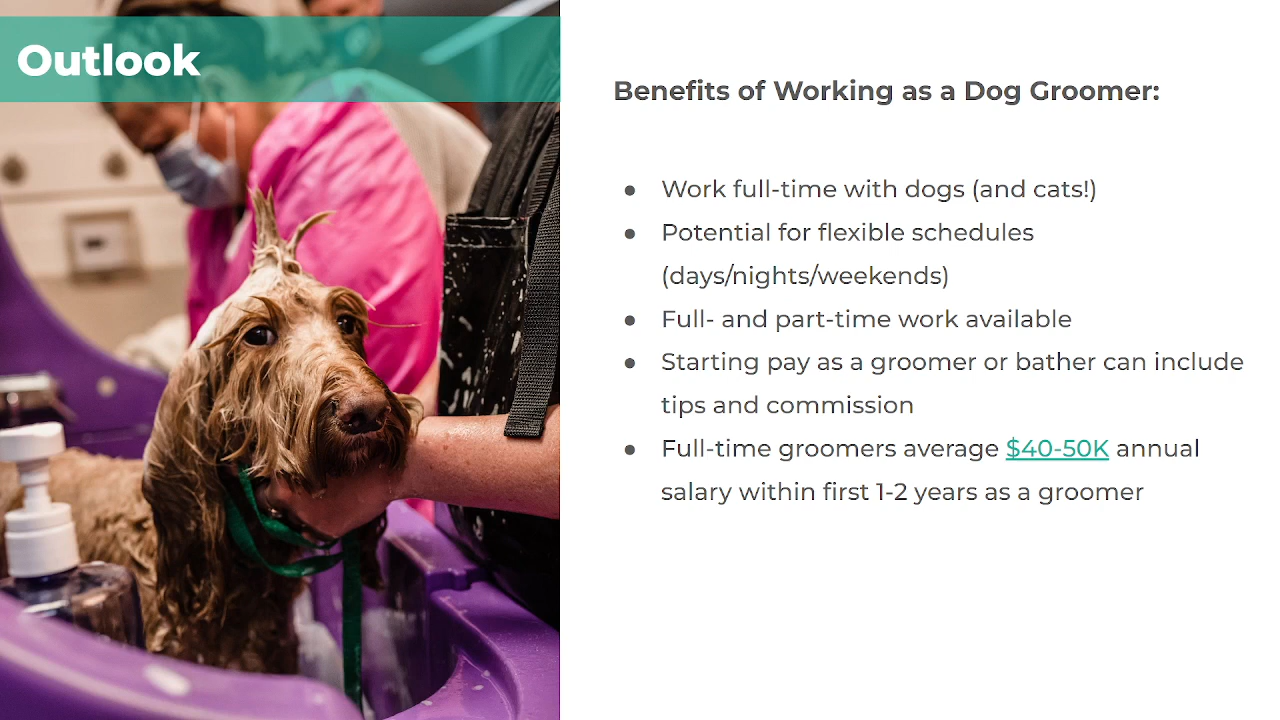 Outlook
Benefits of Working as a Dog Groomer:
● Work full-time with dogs (and cats!)
● Potential for flexible schedules
(days/nights/weekends)
● Full- and part-time work available
● Starting pay as a groomer or bather can include
tips and commission
● Full-time groomers average $40-50K annual
salary within first 1-2 years as a groomer